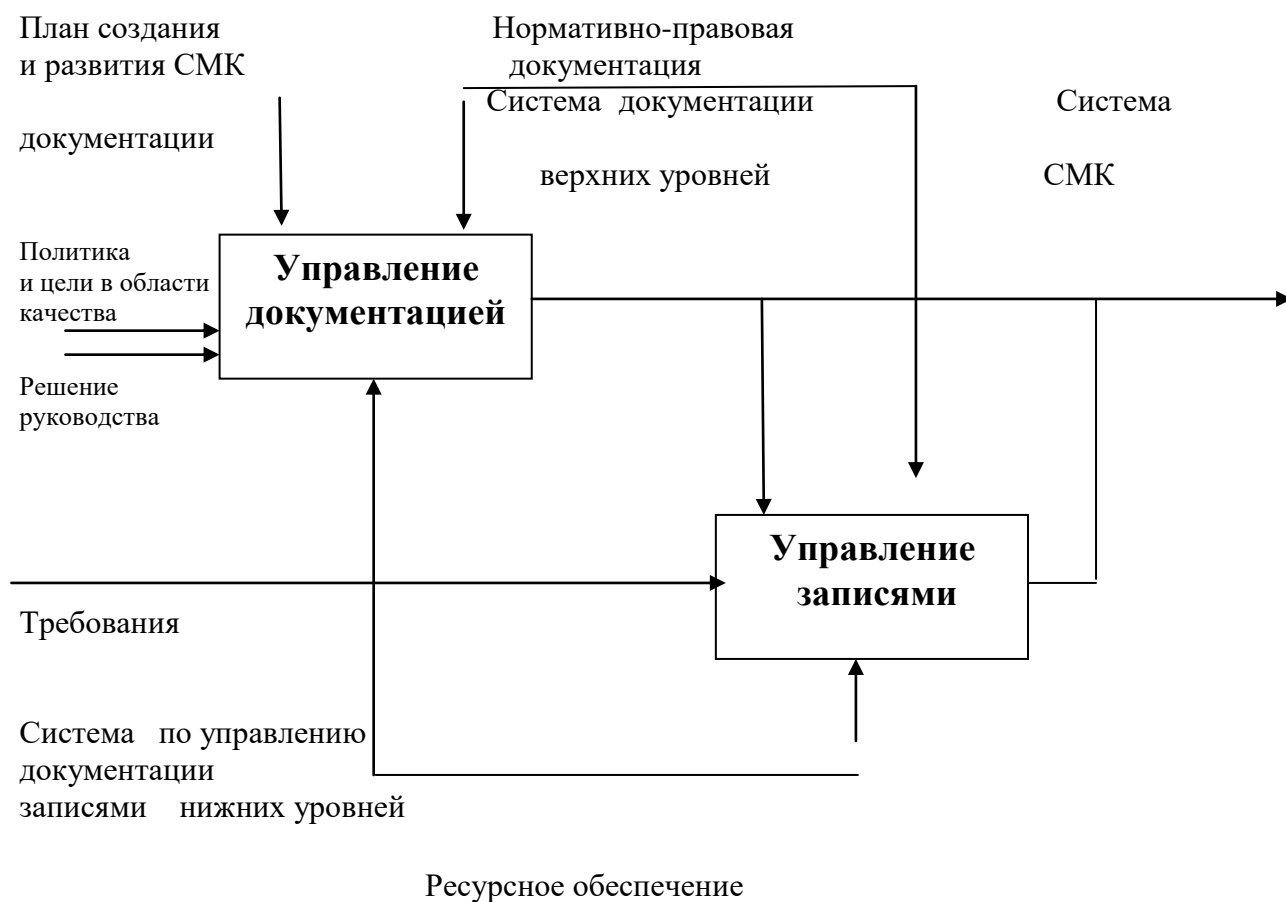 План создания Нормативно-правовая
и развития СМК документация
Система документации Система
документации
верхних уровней СМК
Политика
и цели в области
качества
Управление
документацией
Решение
руководства
Управление
записями
Требования
Система по управлению
документации
записями нижних уровней
Ресурсное обеспечение